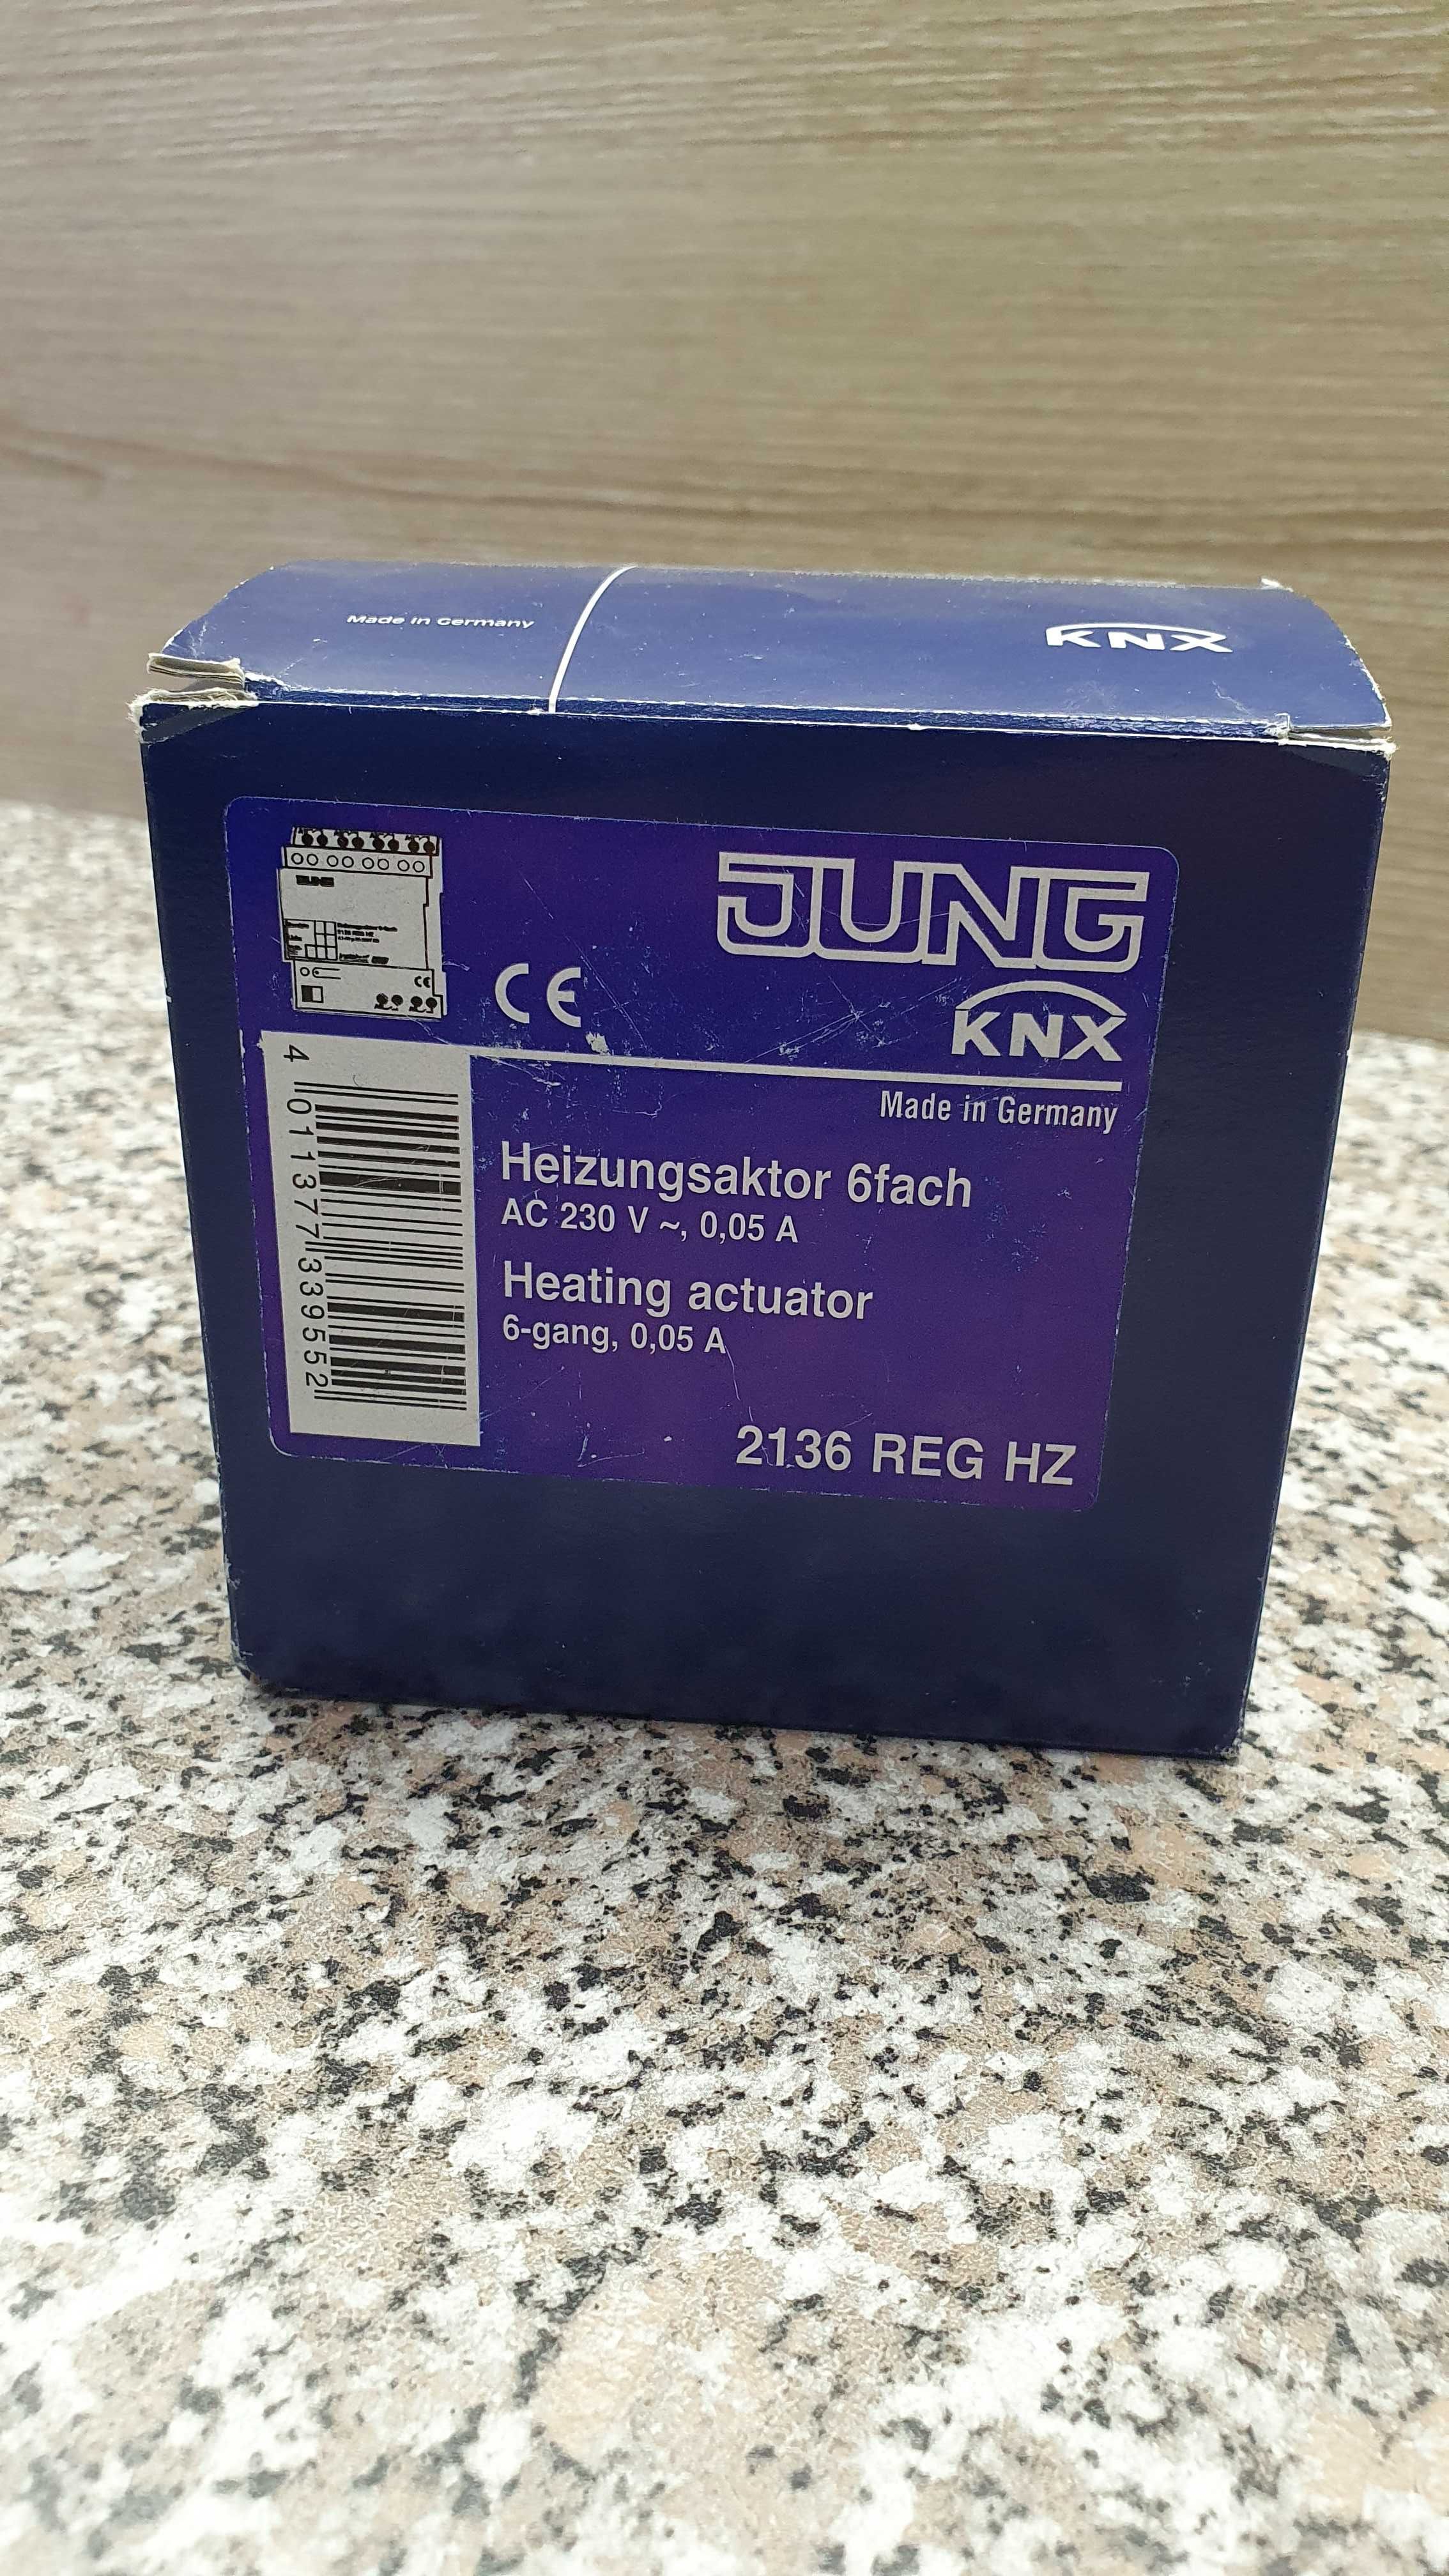 Made in Germany
KNX
JUNG
CE
KNX
Made in Germany
4 011377 339552
Heizungsaktor 6fach
AC 230 V ~, 0,05 A
Heating actuator
6-gang, 0,05 A
2136 REG HZ